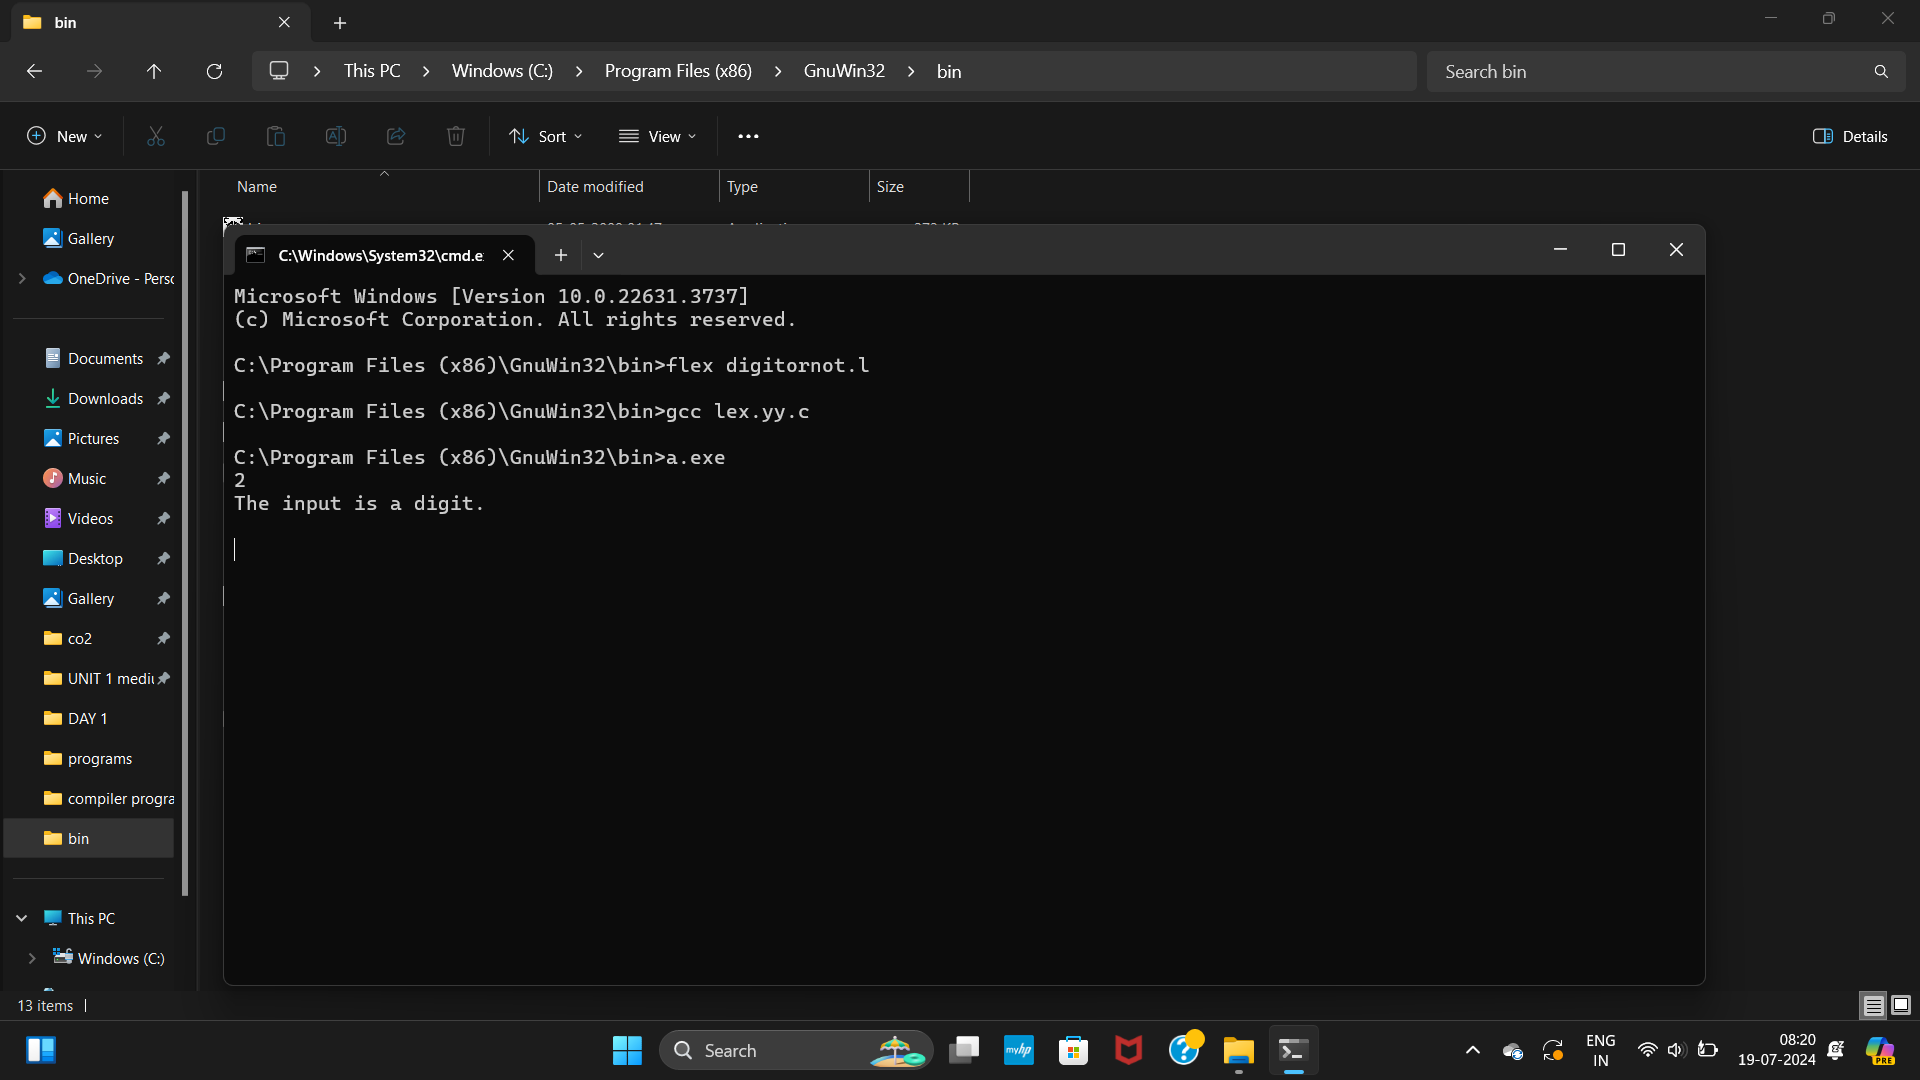 bin
This PC > Windows (C:) > Program Files (x86) > GnuWin32 > bin
Search bin
New
Sort
View
Details
Name
Date modified
Type
Size
Home
Gallery
OneDrive - Pers
Documents
Downloads
Pictures
Music
Videos
Desktop
Gallery
co2
UNIT 1 medi
DAY 1
programs
compiler progra
bin
This PC
Windows (C:)
13 items
C:\Windows\System32\cmd.e
Microsoft Windows [Version 10.0.22631.3737]
(c) Microsoft Corporation. All rights reserved.
C:\Program Files (x86)\GnuWin32\bin>flex digitornot.l
C:\Program Files (x86)\GnuWin32\bin>gcc lex.yy.c
C:\Program Files (x86)\GnuWin32\bin>a.exe
2
The input is a digit.
Search
myhp
ENG
IN
08:20
19-07-2024
PRE